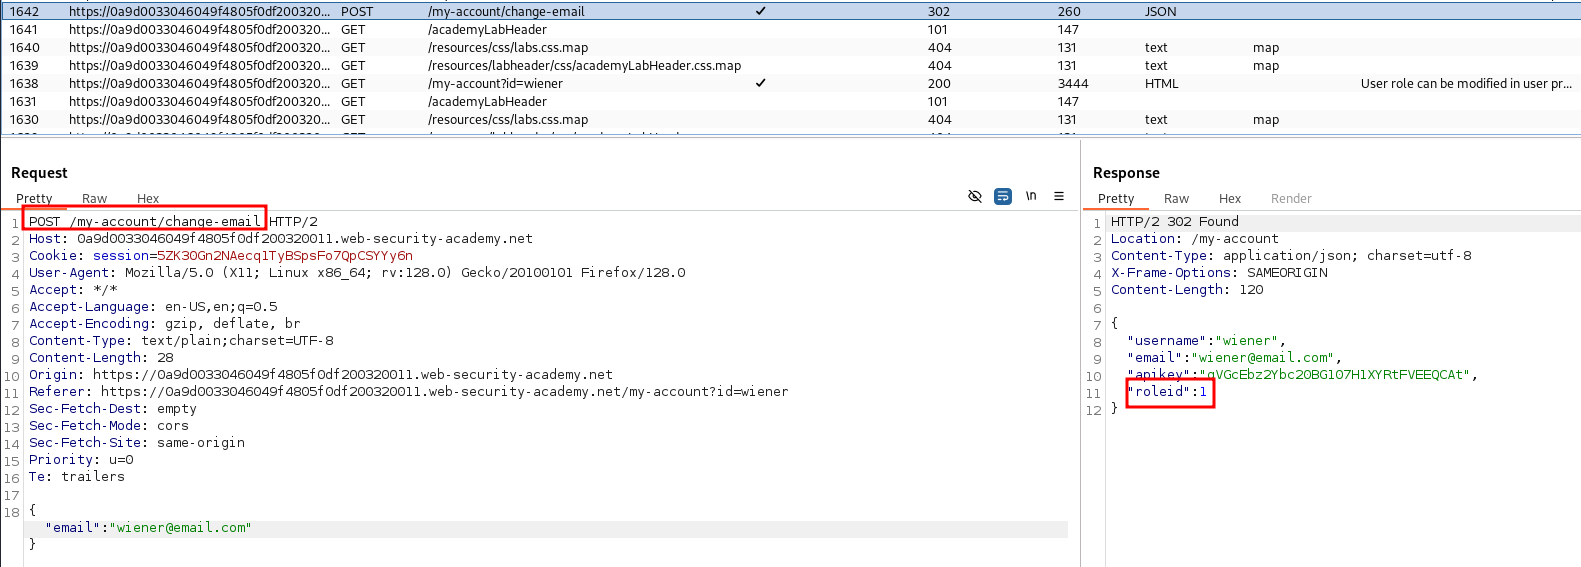 1642 https://0a9d0033046049f4805f0df200320... POST /my-account/change-email ✓ 302 260 JSON
1641 https://0a9d0033046049f4805f0df200320... GET /academyLabHeader 101 147
1640 https://0a9d0033046049f4805f0df200320... GET /resources/css/labs.css.map 404 131 text map
1639 https://0a9d0033046049f4805f0df200320... GET /resources/labheader/css/academyLabHeader.css.map 404 131 text map
1638 https://0a9d0033046049f4805f0df200320... GET /my-account?id=wiener ✓ 200 3444 HTML User role can be modified in user pr...
1631 https://0a9d0033046049f4805f0df200320... GET /academyLabHeader 101 147
1630 https://0a9d0033046049f4805f0df200320... GET /resources/css/labs.css.map 404 131 text map
Request
Pretty Raw Hex \n
1 POST /my-account/change-email HTTP/2
2 Host: 0a9d0033046049f4805f0df200320011.web-security-academy.net
3 Cookie: session=5ZK30Gn2NAecq1TyBSpsFo7QpCSYYy6n
4 User-Agent: Mozilla/5.0 (X11; Linux x86_64; rv:128.0) Gecko/20100101 Firefox/128.0
5 Accept: */*
6 Accept-Language: en-US,en;q=0.5
7 Accept-Encoding: gzip, deflate, br
8 Content-Type: text/plain;charset=UTF-8
9 Content-Length: 28
10 Origin: https://0a9d0033046049f4805f0df200320011.web-security-academy.net
11 Referer: https://0a9d0033046049f4805f0df200320011.web-security-academy.net/my-account?id=wiener
12 Sec-Fetch-Dest: empty
13 Sec-Fetch-Mode: cors
14 Sec-Fetch-Site: same-origin
15 Priority: u=0
16 Te: trailers
17
18 {
"email":"wiener@email.com"
}
Response
Pretty Raw Hex Render
1 HTTP/2 302 Found
2 Location: /my-account
3 Content-Type: application/json; charset=utf-8
4 X-Frame-Options: SAMEORIGIN
5 Content-Length: 120
6
7 {
8 "username":"wiener",
9 "email":"wiener@email.com",
10 "apikey":"qVGcEbz2Ybc20BG107H1XYRtFVEEQCAt",
11 "roleid":1
12 }